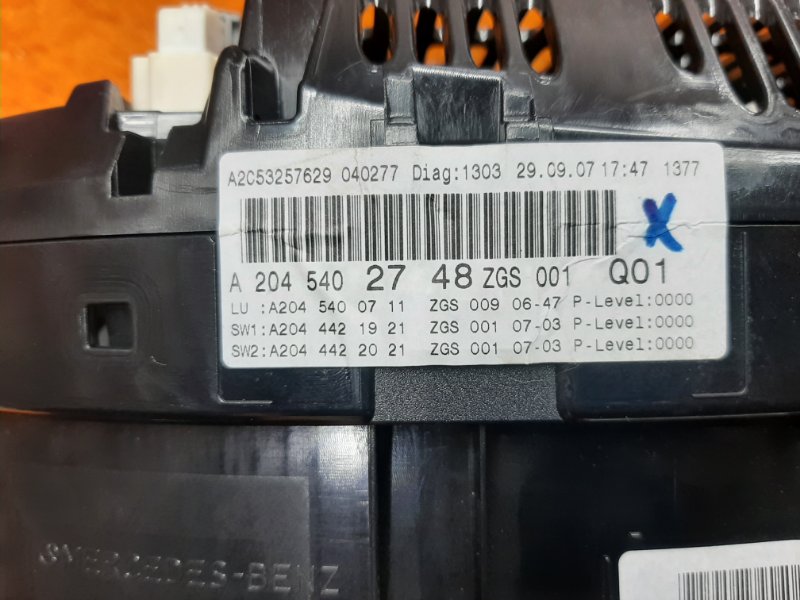 A2C53257629 040277 Diag:1303 29.09.07 17:47 1377
X
A 204 540 27 48 ZGS 001 Q01
LU :A204 540 07 11 ZGS 009 06-47 P-Level:0000
SW1:A204 442 19 21 ZGS 001 07-03 P-Level:0000
SW2:A204 442 20 21 ZGS 001 07-03 P-Level:0000
MERCEDES-BENZ